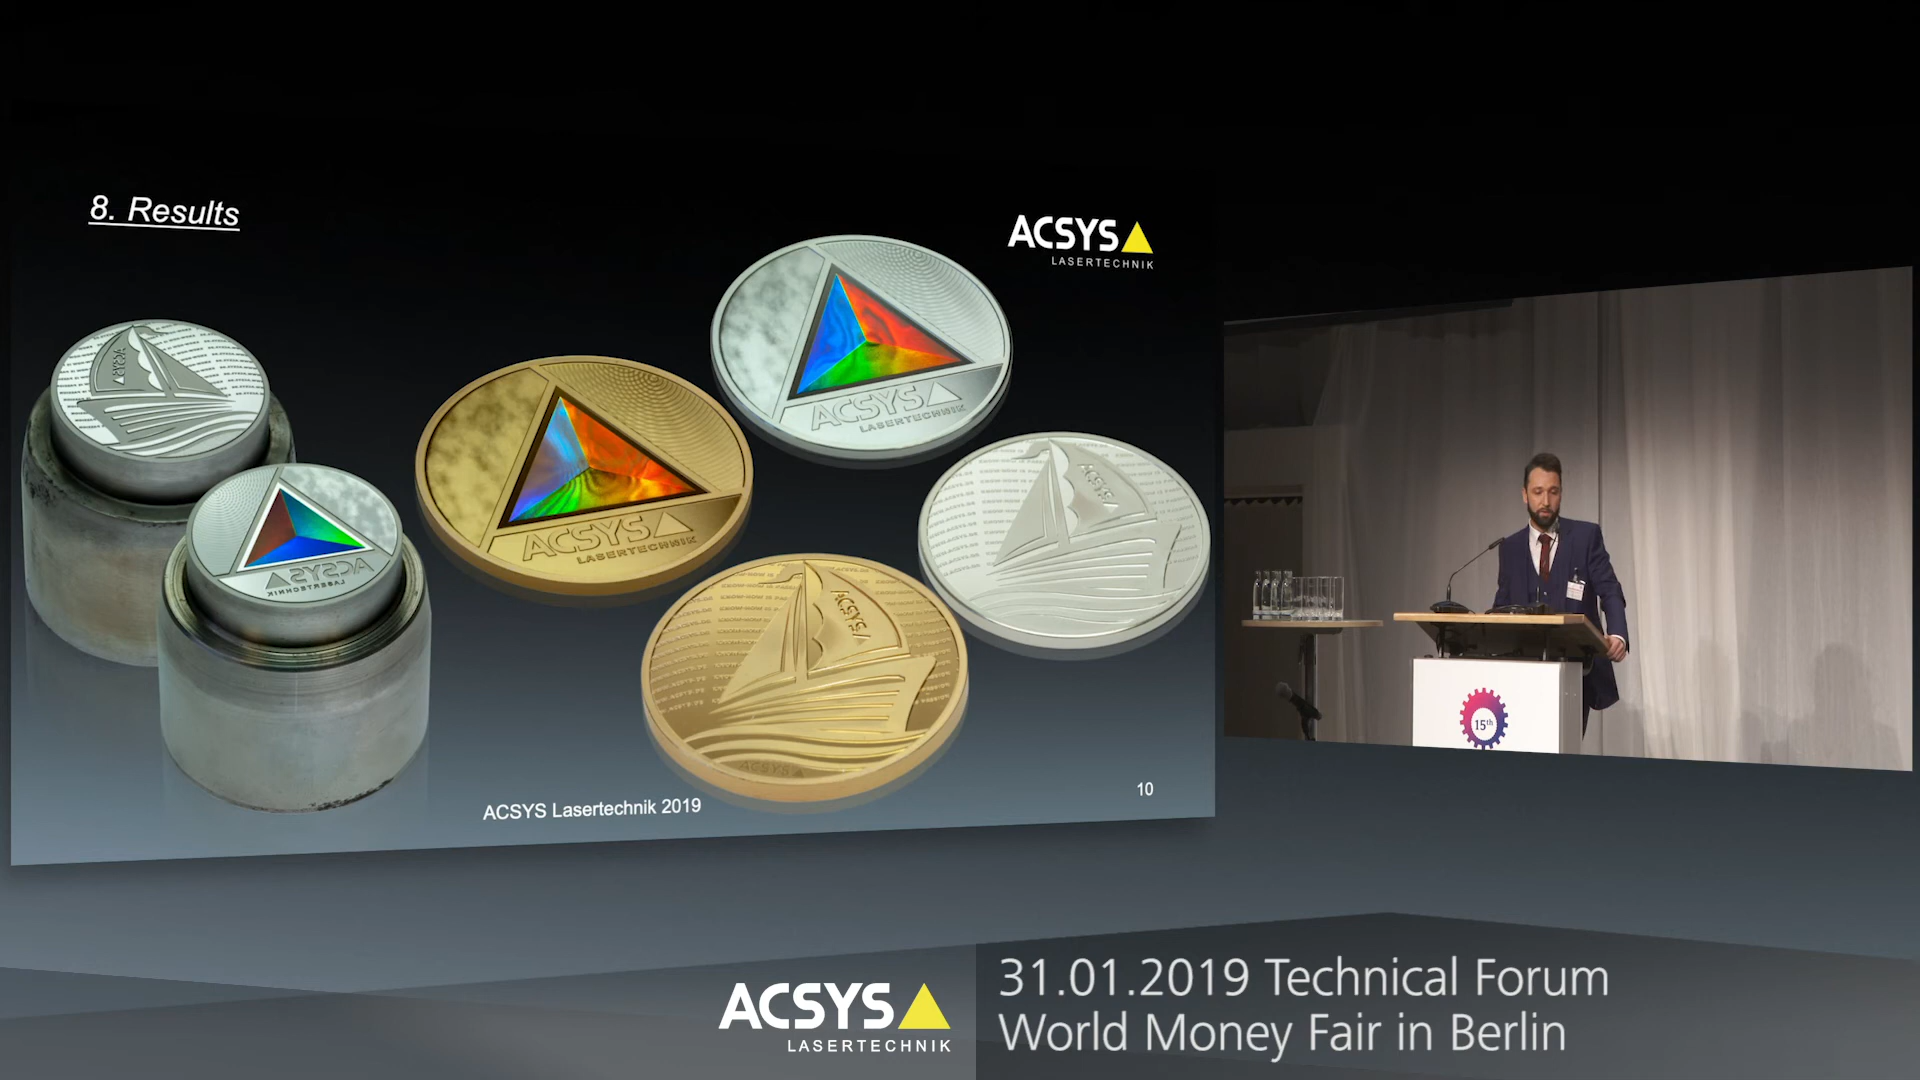 8. Results
ACSYS
LASERTECHNIK
ACSYS
LASERTECHNIK
ACSYS
LASERTECHNIK
ACSYS
ACSYS
ACSYS
ACSYS
LASERTECHNIK
ACSYS
ACSYS Lasertechnik 2019
10
15th
ACSYS
LASERTECHNIK
31.01.2019 Technical Forum
World Money Fair in Berlin